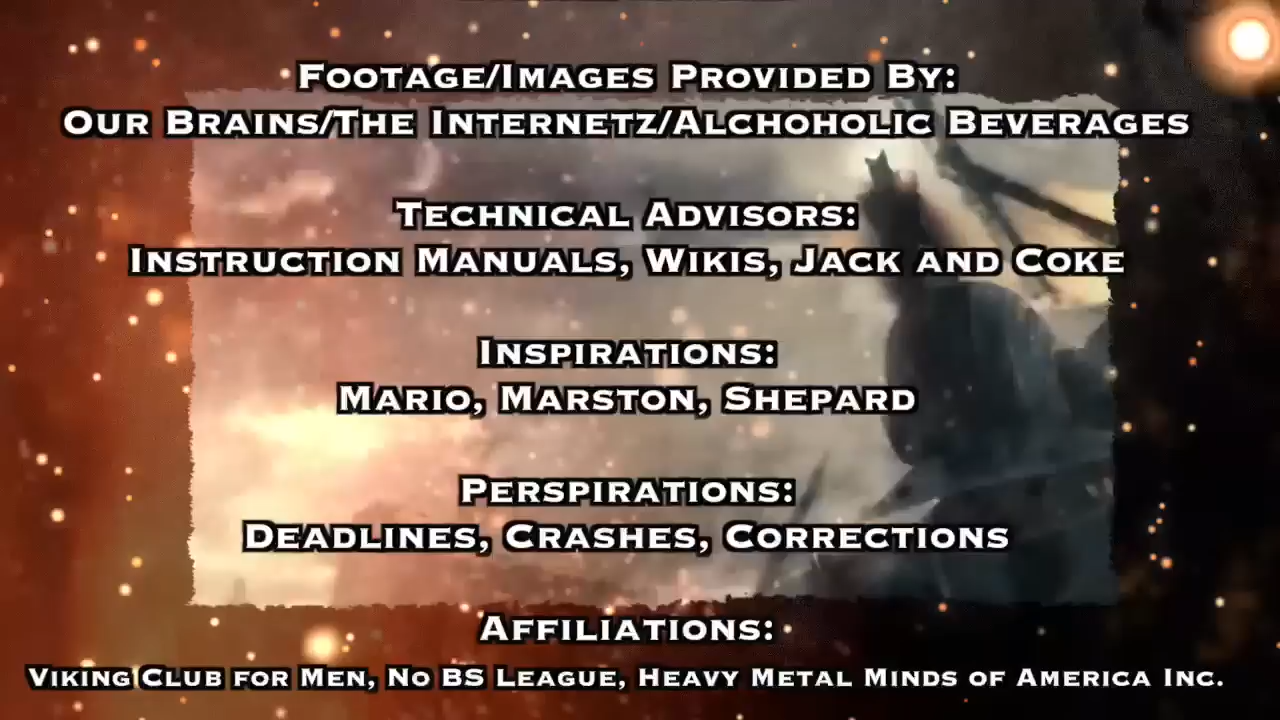 Footage/Images Provided By:
Our Brains/The Internetz/Alchoholic Beverages
Technical Advisors:
Instruction Manuals, Wikis, Jack and Coke
Inspirations:
Mario, Marston, Shepard
Perspirations:
Deadlines, Crashes, Corrections
Affiliations:
Viking Club for Men, No BS League, Heavy Metal Minds of America Inc.